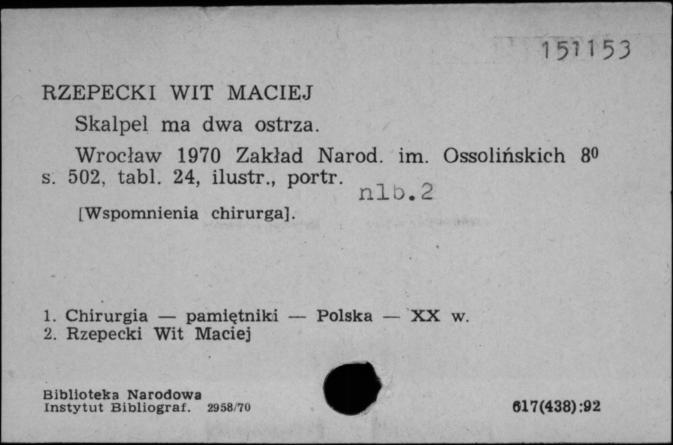 151153
RZEPECKI WIT MACIEJ
Skalpel ma dwa ostrza.
Wrocław 1970 Zakład Narod. im. Ossolińskich 8⁰
s. 502, tabl. 24, ilustr., portr.
nlb.2
[Wspomnienia chirurga].
1. Chirurgia — pamiętniki — Polska — XX w.
2. Rzepecki Wit Maciej
Biblioteka Narodowa
Instytut Bibliograf. 2958/70
617(438):92